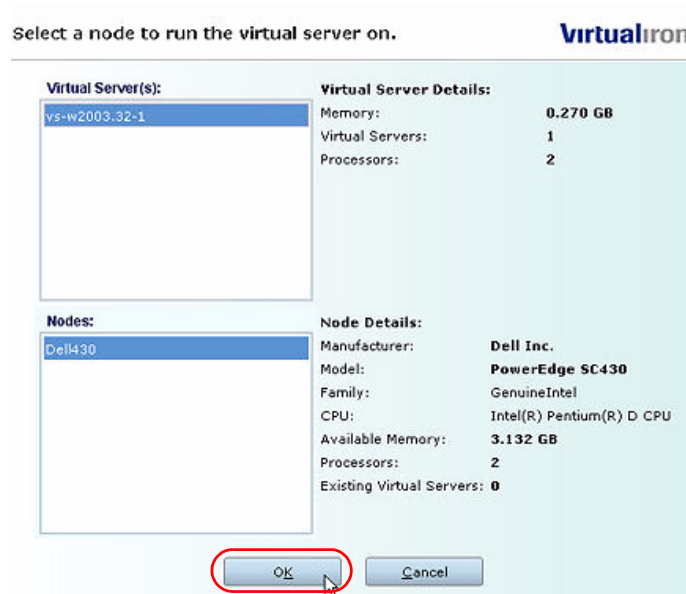 Select a node to run the virtual server on.
Virtualiron
Virtual Server(s):
vs-w2003.32-1
Virtual Server Details:
Memory: 0.270 GB
Virtual Servers: 1
Processors: 2
Nodes:
Dell430
Node Details:
Manufacturer: Dell Inc.
Model: PowerEdge SC430
Family: GenuineIntel
CPU: Intel(R) Pentium(R) D CPU
Available Memory: 3.132 GB
Processors: 2
Existing Virtual Servers: 0
OK
Cancel